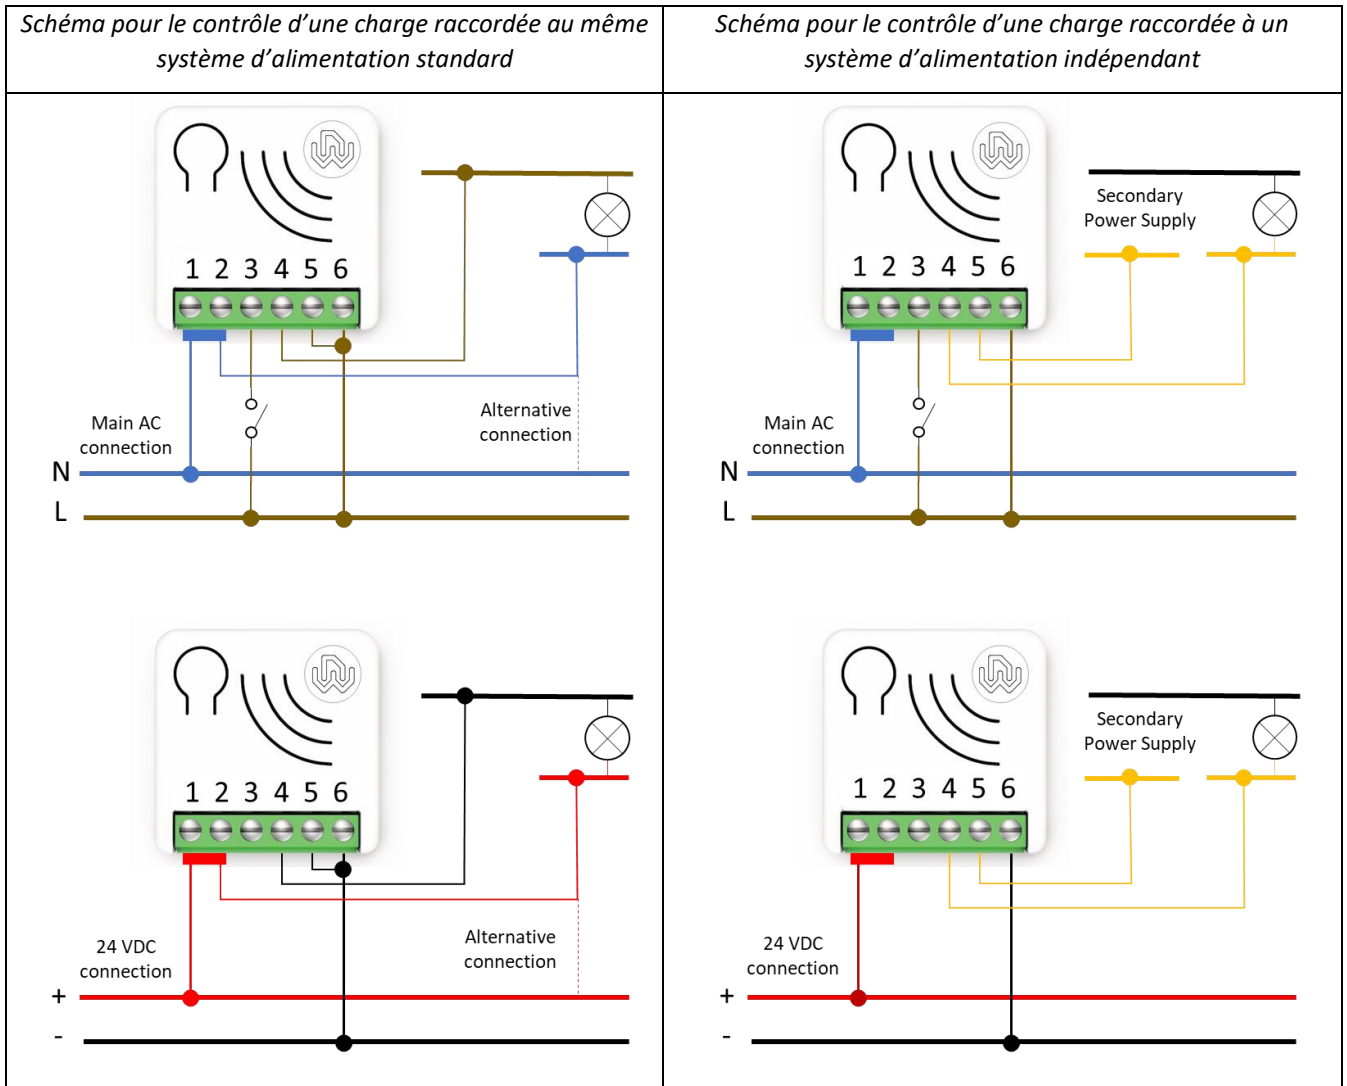 Schéma pour le contrôle d’une charge raccordée au même
système d’alimentation standard
Schéma pour le contrôle d’une charge raccordée à un
système d’alimentation indépendant
1 2 3 4 5 6
Main AC
connection
Alternative
connection
N
L
Secondary
Power Supply
1 2 3 4 5 6
Main AC
connection
N
L
1 2 3 4 5 6
24 VDC
connection
Alternative
connection
+
-
Secondary
Power Supply
1 2 3 4 5 6
24 VDC
connection
+
-